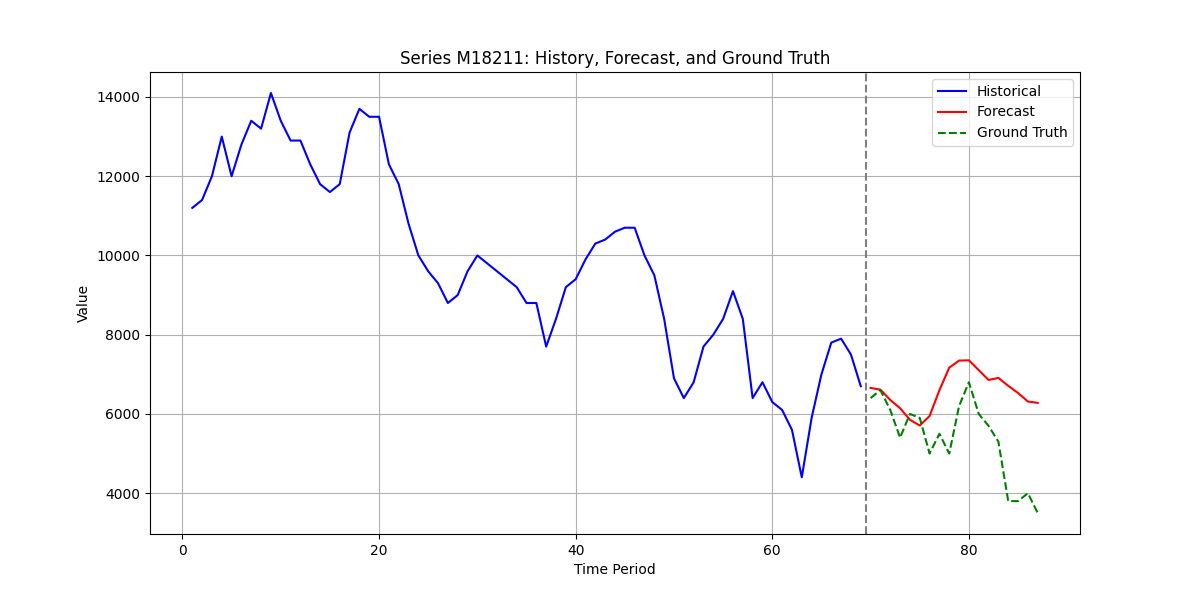 Series M18211: History, Forecast, and Ground Truth
Historical
Forecast
Ground Truth
14000
12000
10000
8000
6000
4000
Value
0 20 40 60 80
Time Period